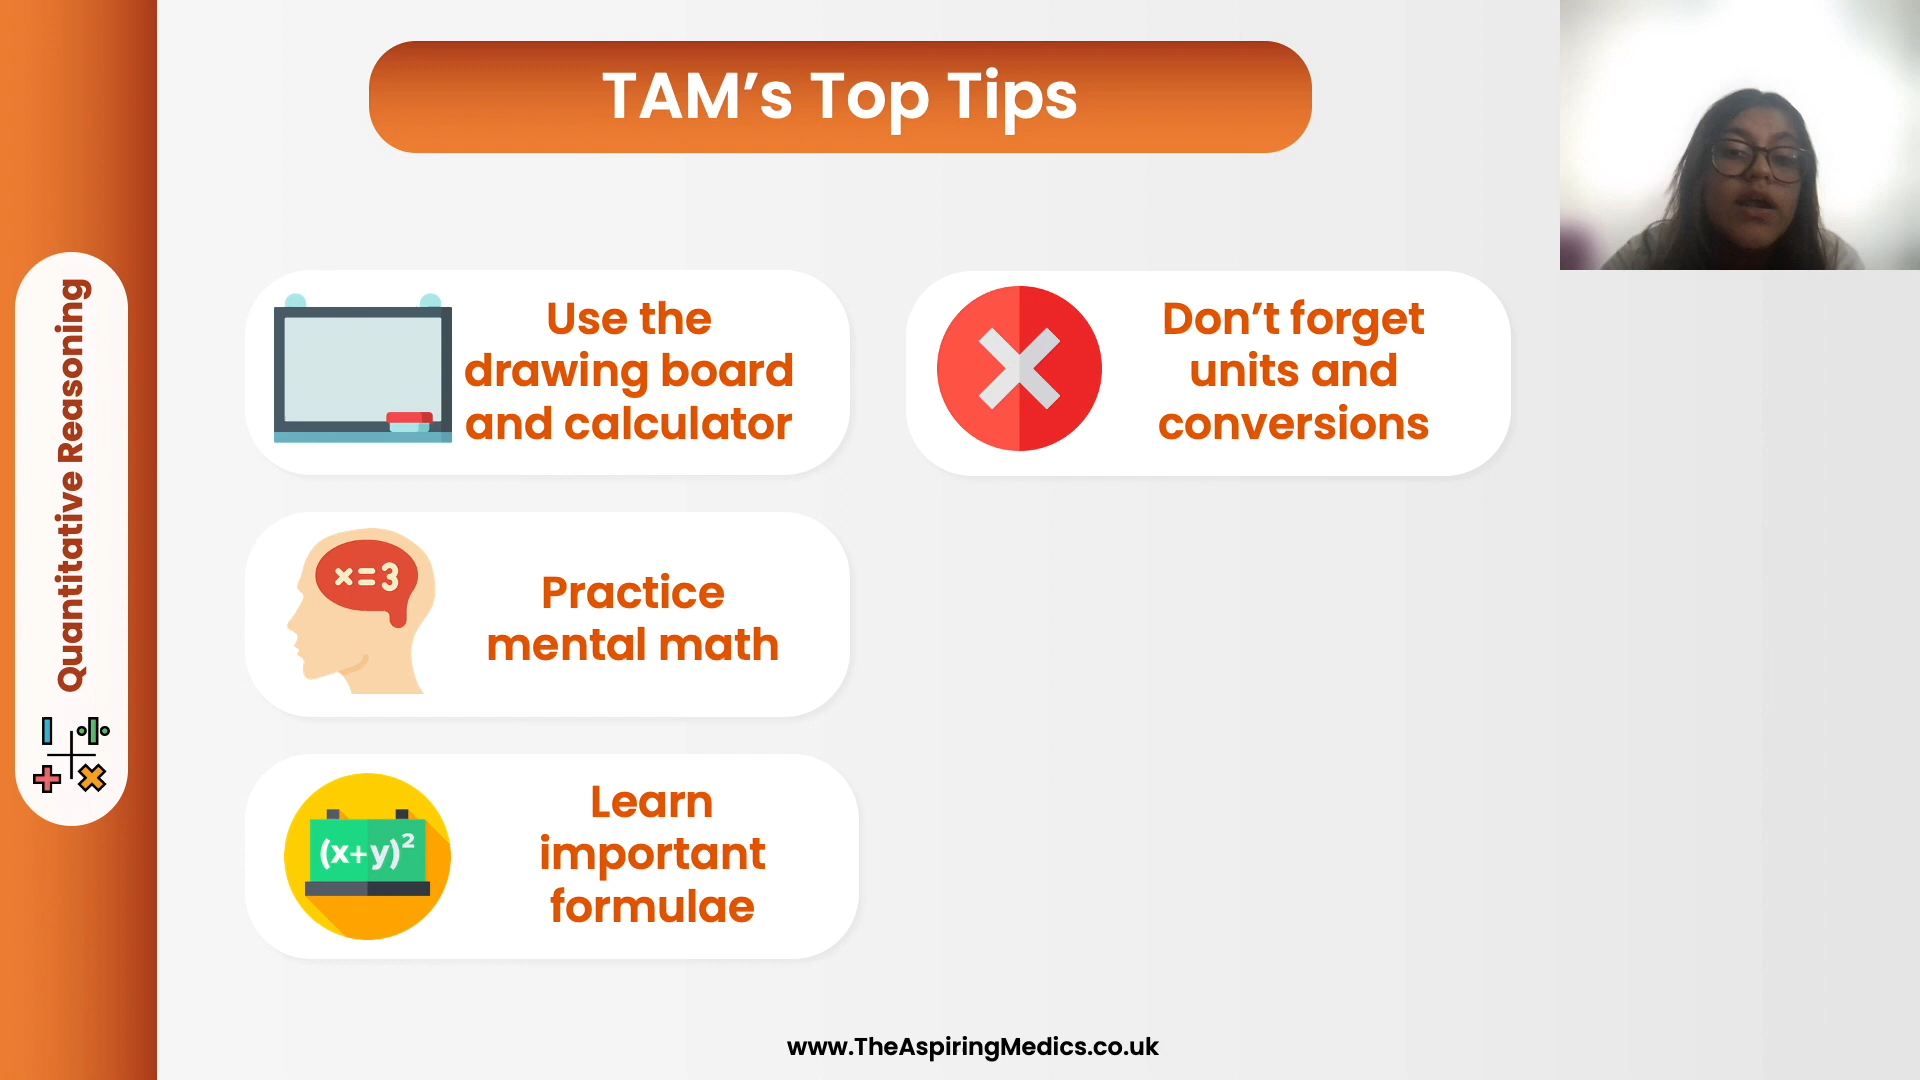 TAM’s Top Tips
Quantitative Reasoning
Use the
drawing board
and calculator
Don’t forget
units and
conversions
x=3
Practice
mental math
(x+y)²
Learn
important
formulae
www.TheAspiringMedics.co.uk